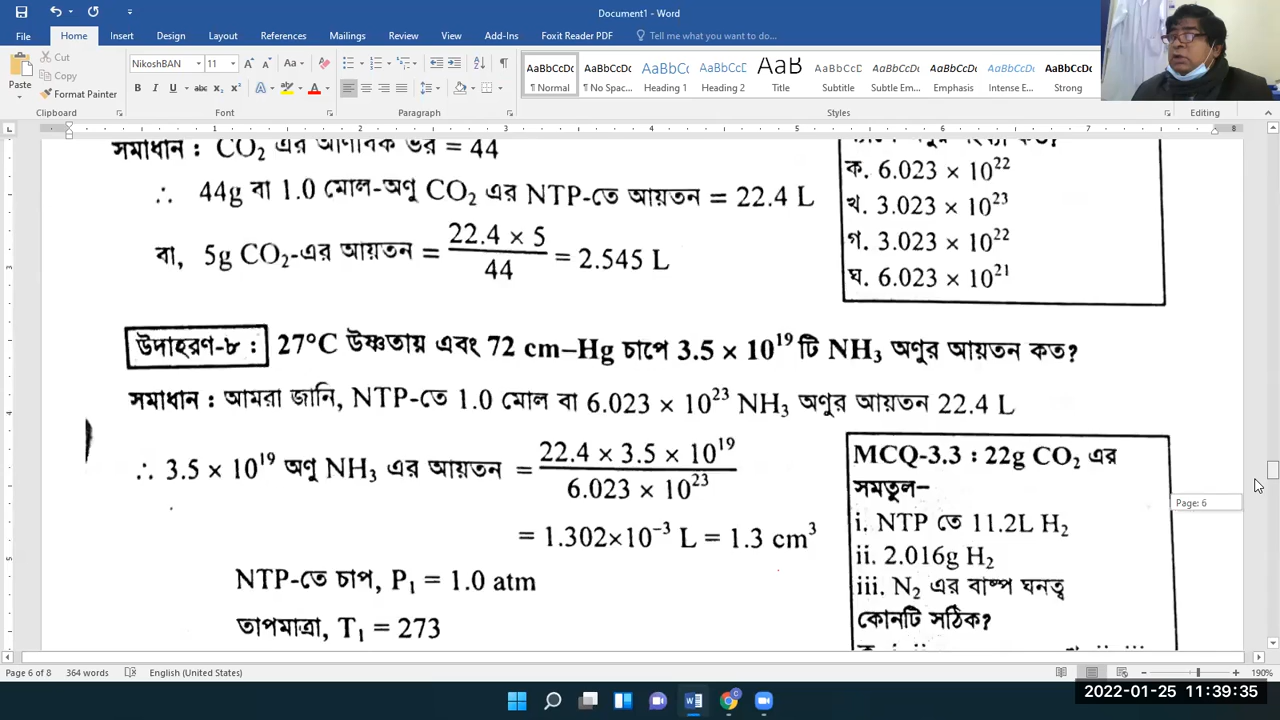 Document1 - Word
File Home Insert Design Layout References Mailings Review View Add-Ins Foxit Reader PDF Tell me what you want to do...
Paste
Cut
Copy
Format Painter
NikoshBAN 11
AaBbCcDc AaBbCcDc AaBbCc AaBbCc AaB AaBbCcD AaBbCcDc AaBbCcDc AaBbCcDc AaBbCc
¶ Normal ¶ No Spac... Heading 1 Heading 2 Title Subtitle Subtle Em... Emphasis Intense E... Strong
Clipboard Font Paragraph Styles Editing
সমাধান : CO₂ এর আণবিক ভর = 44
∴ 44g বা 1.0 মোল-অণু CO₂ এর NTP-তে আয়তন = 22.4 L
বা, 5g CO₂-এর আয়তন = 22.4 × 5 / 44 = 2.545 L
ক. 6.023 × 10²²
খ. 3.023 × 10²³
গ. 3.023 × 10²²
ঘ. 6.023 × 10²¹
উদাহরণ-৮ : 27°C উষ্ণতায় এবং 72 cm–Hg চাপে 3.5 × 10¹⁹ টি NH₃ অণুর আয়তন কত?
সমাধান : আমরা জানি, NTP-তে 1.0 মোল বা 6.023 × 10²³ NH₃ অণুর আয়তন 22.4 L
∴ 3.5 × 10¹⁹ অণু NH₃ এর আয়তন = 22.4 × 3.5 × 10¹⁹ / 6.023 × 10²³
= 1.302×10⁻³ L = 1.3 cm³
NTP-তে চাপ, P₁ = 1.0 atm
তাপমাত্রা, T₁ = 273
MCQ-3.3 : 22g CO₂ এর
সমতুল–
i. NTP তে 11.2L H₂
ii. 2.016g H₂
iii. N₂ এর বাষ্প ঘনত্ব
কোনটি সঠিক?
Page: 6
Page 6 of 8 364 words English (United States) 190%
2022-01-25 11:39:35